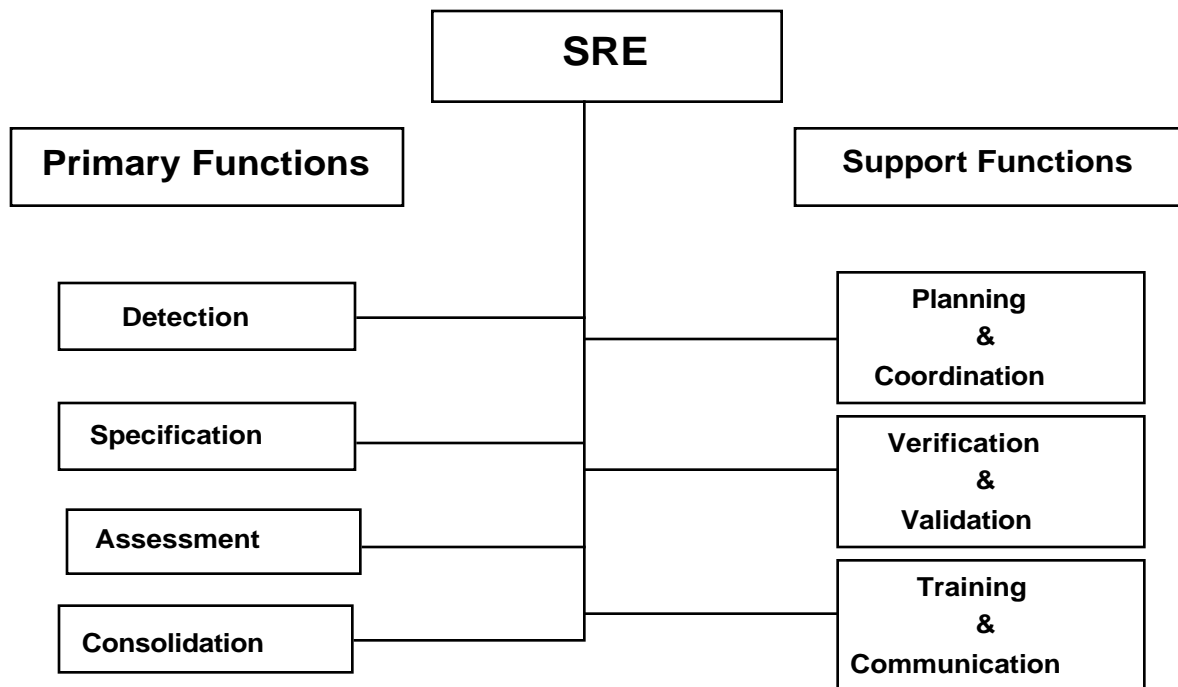 SRE
Primary Functions
Support Functions
Detection
Specification
Assessment
Consolidation
Planning
&
Coordination
Verification
&
Validation
Training
&
Communication